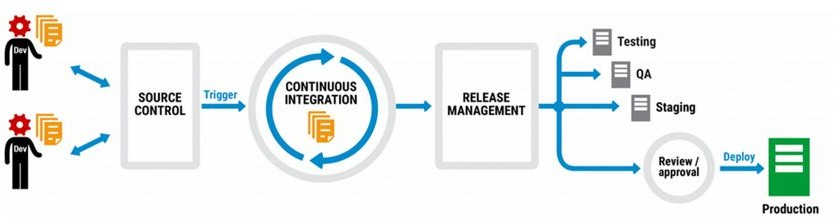 Dev
Dev
SOURCE
CONTROL
Trigger
CONTINUOUS
INTEGRATION
RELEASE
MANAGEMENT
Testing
QA
Staging
Review /
approval
Deploy
Production